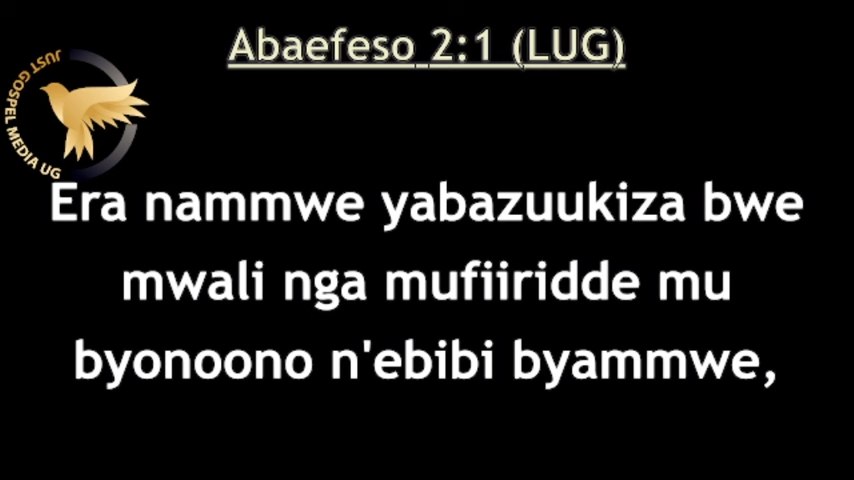 Abaefeso 2:1 (LUG)
JUST GOSPEL MEDIA UG
Era nammwe yabazuukiza bwe
mwali nga mufiiridde mu
byonoono n'ebibi byammwe,